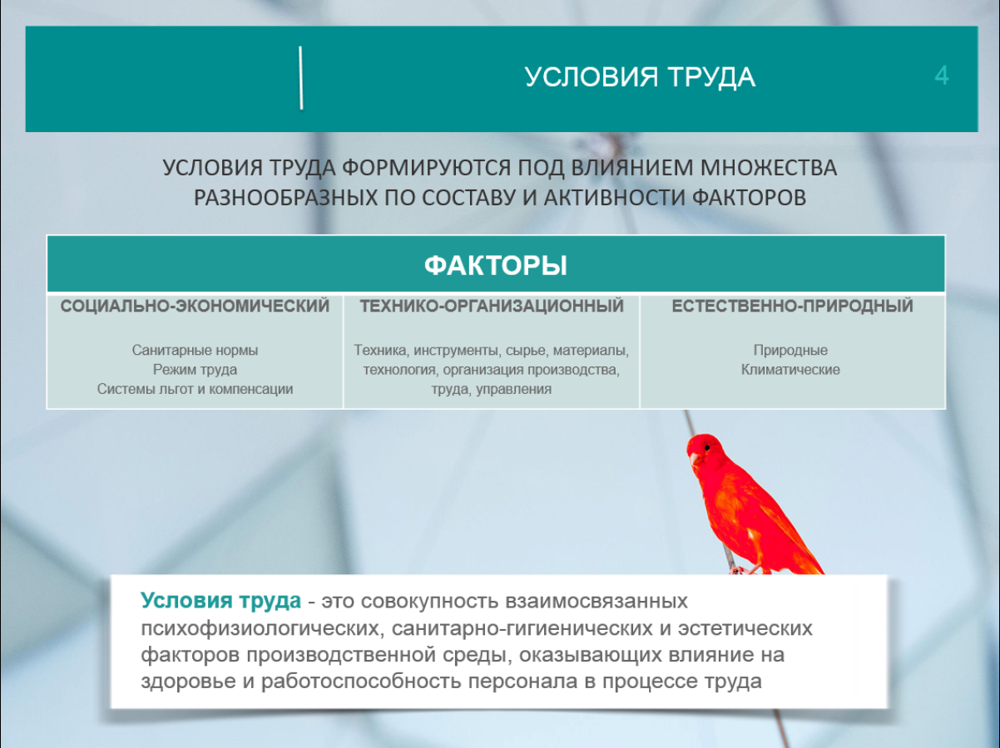 УСЛОВИЯ ТРУДА
4
УСЛОВИЯ ТРУДА ФОРМИРУЮТСЯ ПОД ВЛИЯНИЕМ МНОЖЕСТВА
РАЗНООБРАЗНЫХ ПО СОСТАВУ И АКТИВНОСТИ ФАКТОРОВ
ФАКТОРЫ
СОЦИАЛЬНО-ЭКОНОМИЧЕСКИЙ
Санитарные нормы
Режим труда
Системы льгот и компенсации
ТЕХНИКО-ОРГАНИЗАЦИОННЫЙ
Техника, инструменты, сырье, материалы,
технология, организация производства,
труда, управления
ЕСТЕСТВЕННО-ПРИРОДНЫЙ
Природные
Климатические
Условия труда - это совокупность взаимосвязанных
психофизиологических, санитарно-гигиенических и эстетических
факторов производственной среды, оказывающих влияние на
здоровье и работоспособность персонала в процессе труда